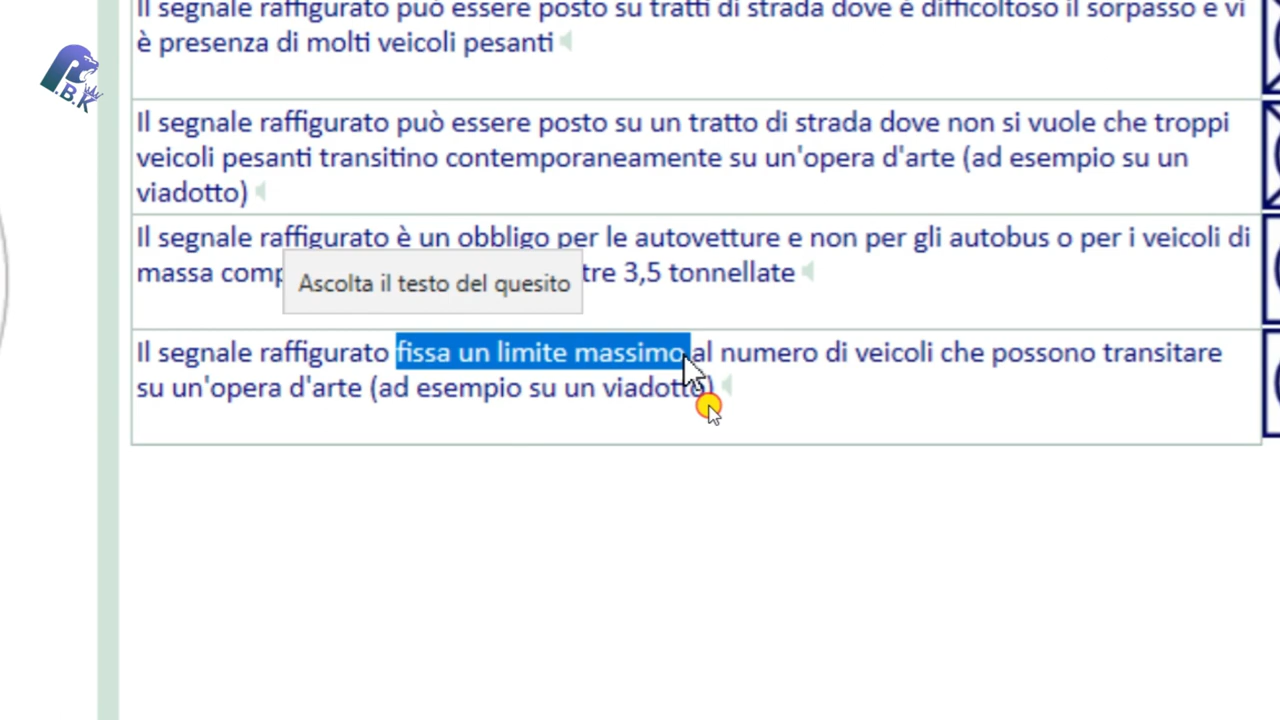 Il segnale raffigurato può essere posto su tratti di strada dove è difficoltoso il sorpasso e vi
è presenza di molti veicoli pesanti
P.B.K
Il segnale raffigurato può essere posto su un tratto di strada dove non si vuole che troppi
veicoli pesanti transitino contemporaneamente su un'opera d'arte (ad esempio su un
viadotto)
Il segnale raffigurato è un obbligo per le autovetture e non per gli autobus o per i veicoli di
massa comp
tre 3,5 tonnellate
Ascolta il testo del quesito
Il segnale raffigurato fissa un limite massimo al numero di veicoli che possono transitare
su un'opera d'arte (ad esempio su un viadotto)